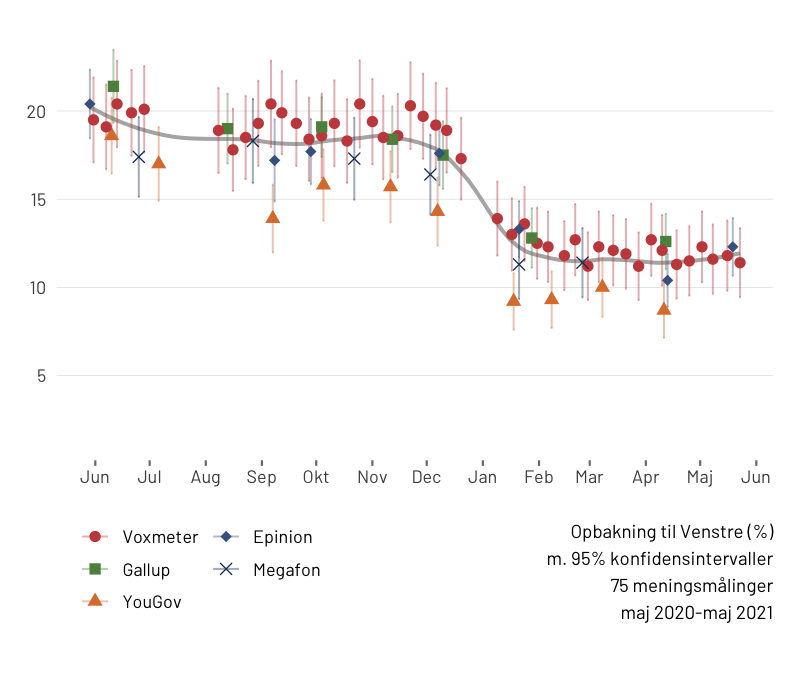 20
15
10
5
Jun Jul Aug Sep Okt Nov Dec Jan Feb Mar Apr Maj Jun
Voxmeter Epinion
Gallup Megafon
YouGov
Opbakning til Venstre (%)
m. 95% konfidensintervaller
75 meningsmålinger
maj 2020-maj 2021